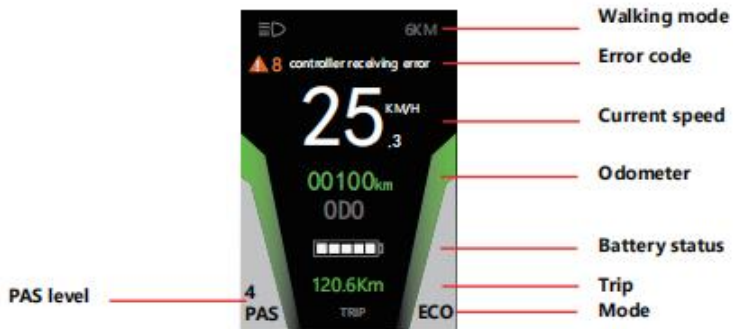 6KM
Walking mode
8 controller receiving error
Error code
25.3 KM/H
Current speed
00100km
Odometer
ODO
Battery status
120.6Km
Trip
PAS level
4
PAS
TRIP
ECO
Mode